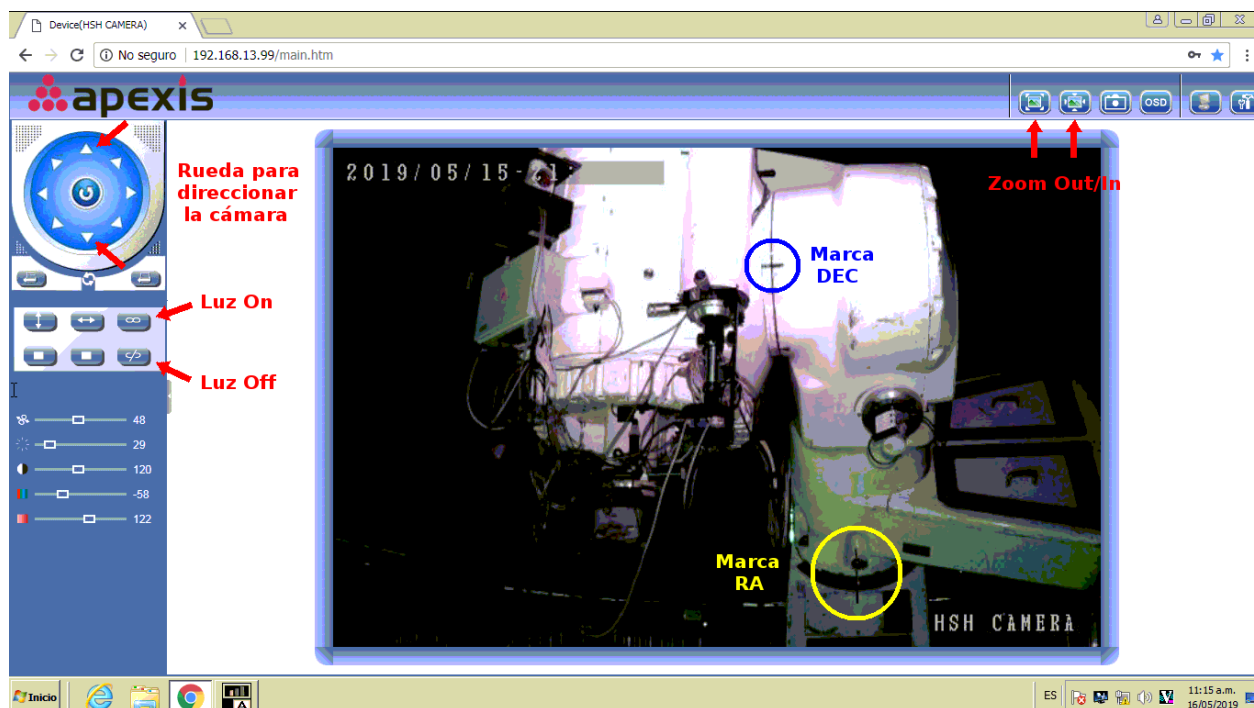 Device(HSH CAMERA)
No seguro | 192.168.13.99/main.htm
apexis
OSD
Rueda para
direccionar
la cámara
Zoom Out/In
2019/05/15-21:
Marca
DEC
Luz On
Luz Off
48
29
120
-58
122
Marca
RA
HSH CAMERA
Inicio
A
ES
11:15 a.m.
16/05/2019